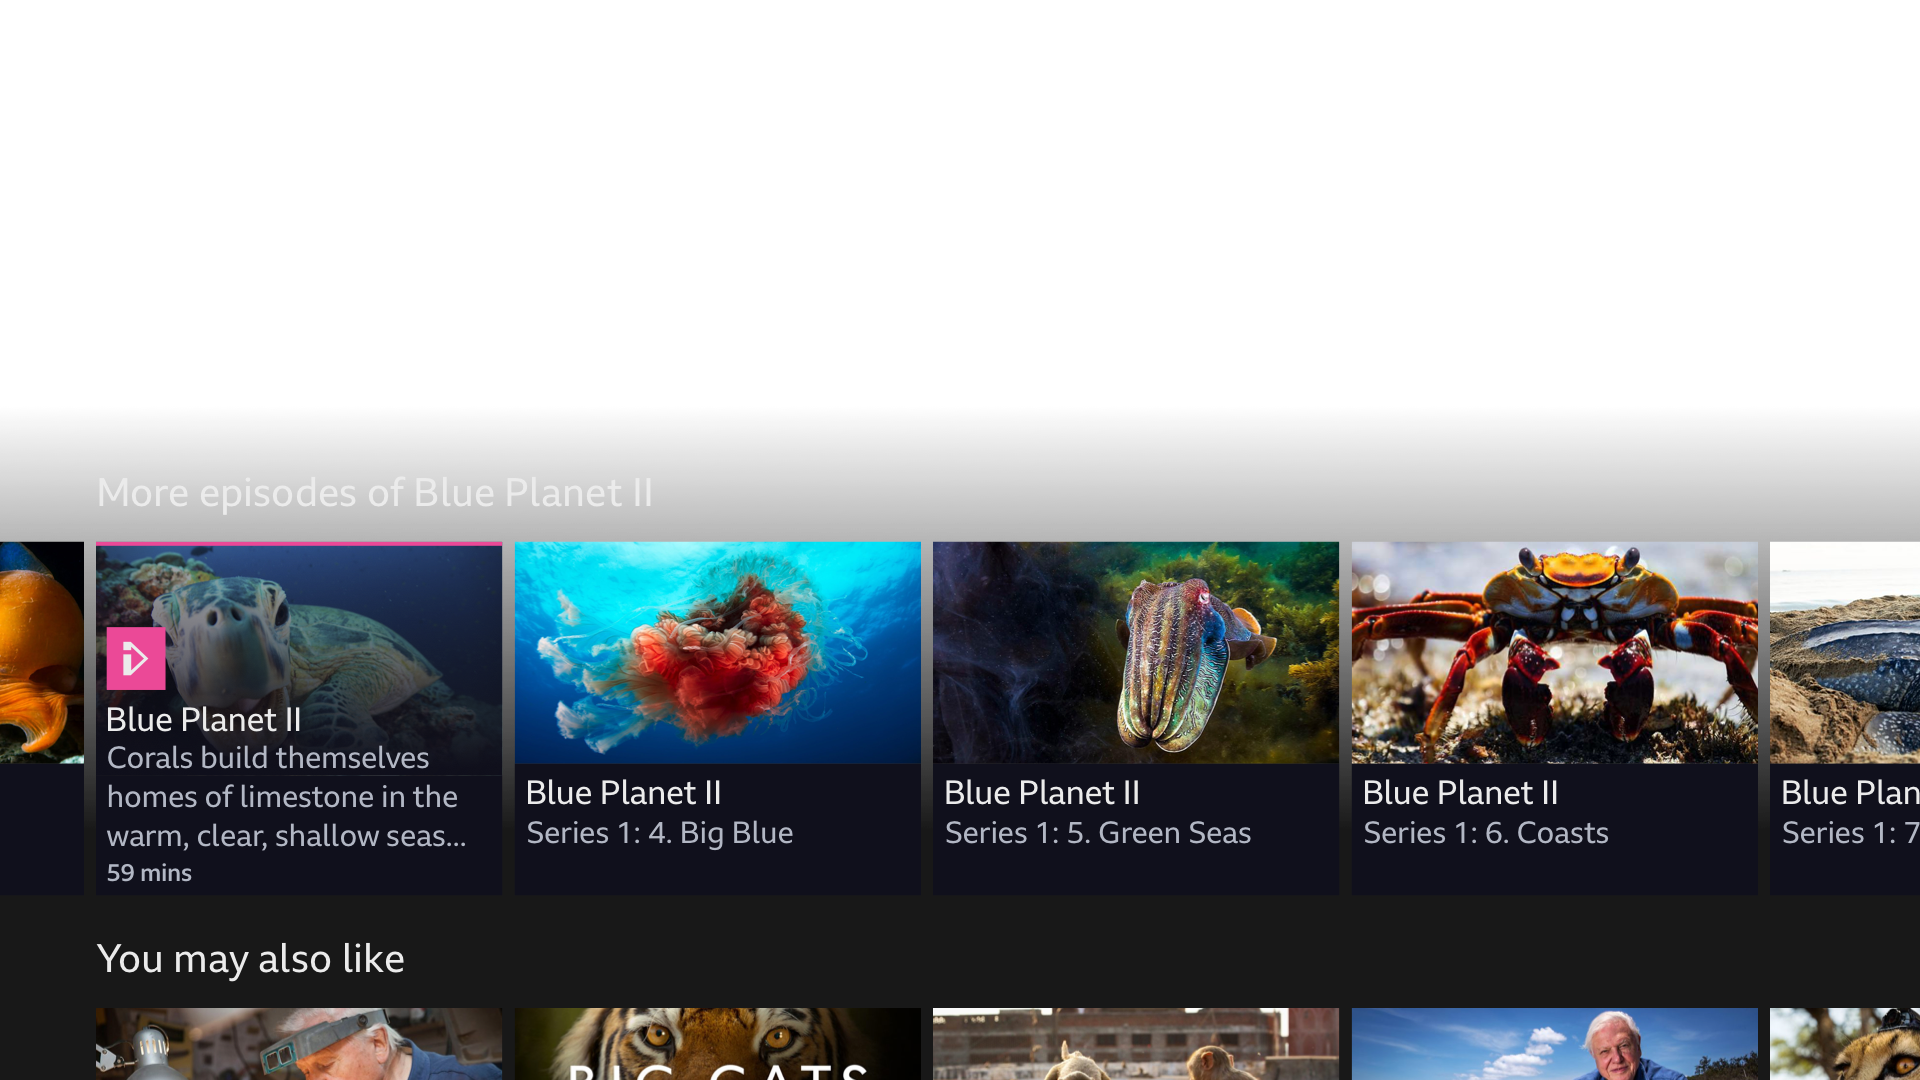 More episodes of Blue Planet II
Blue Planet II
Corals build themselves
homes of limestone in the
warm, clear, shallow seas...
59 mins
Blue Planet II
Series 1: 4. Big Blue
Blue Planet II
Series 1: 5. Green Seas
Blue Planet II
Series 1: 6. Coasts
Blue Plan
Series 1: 7
You may also like
BIG CATS